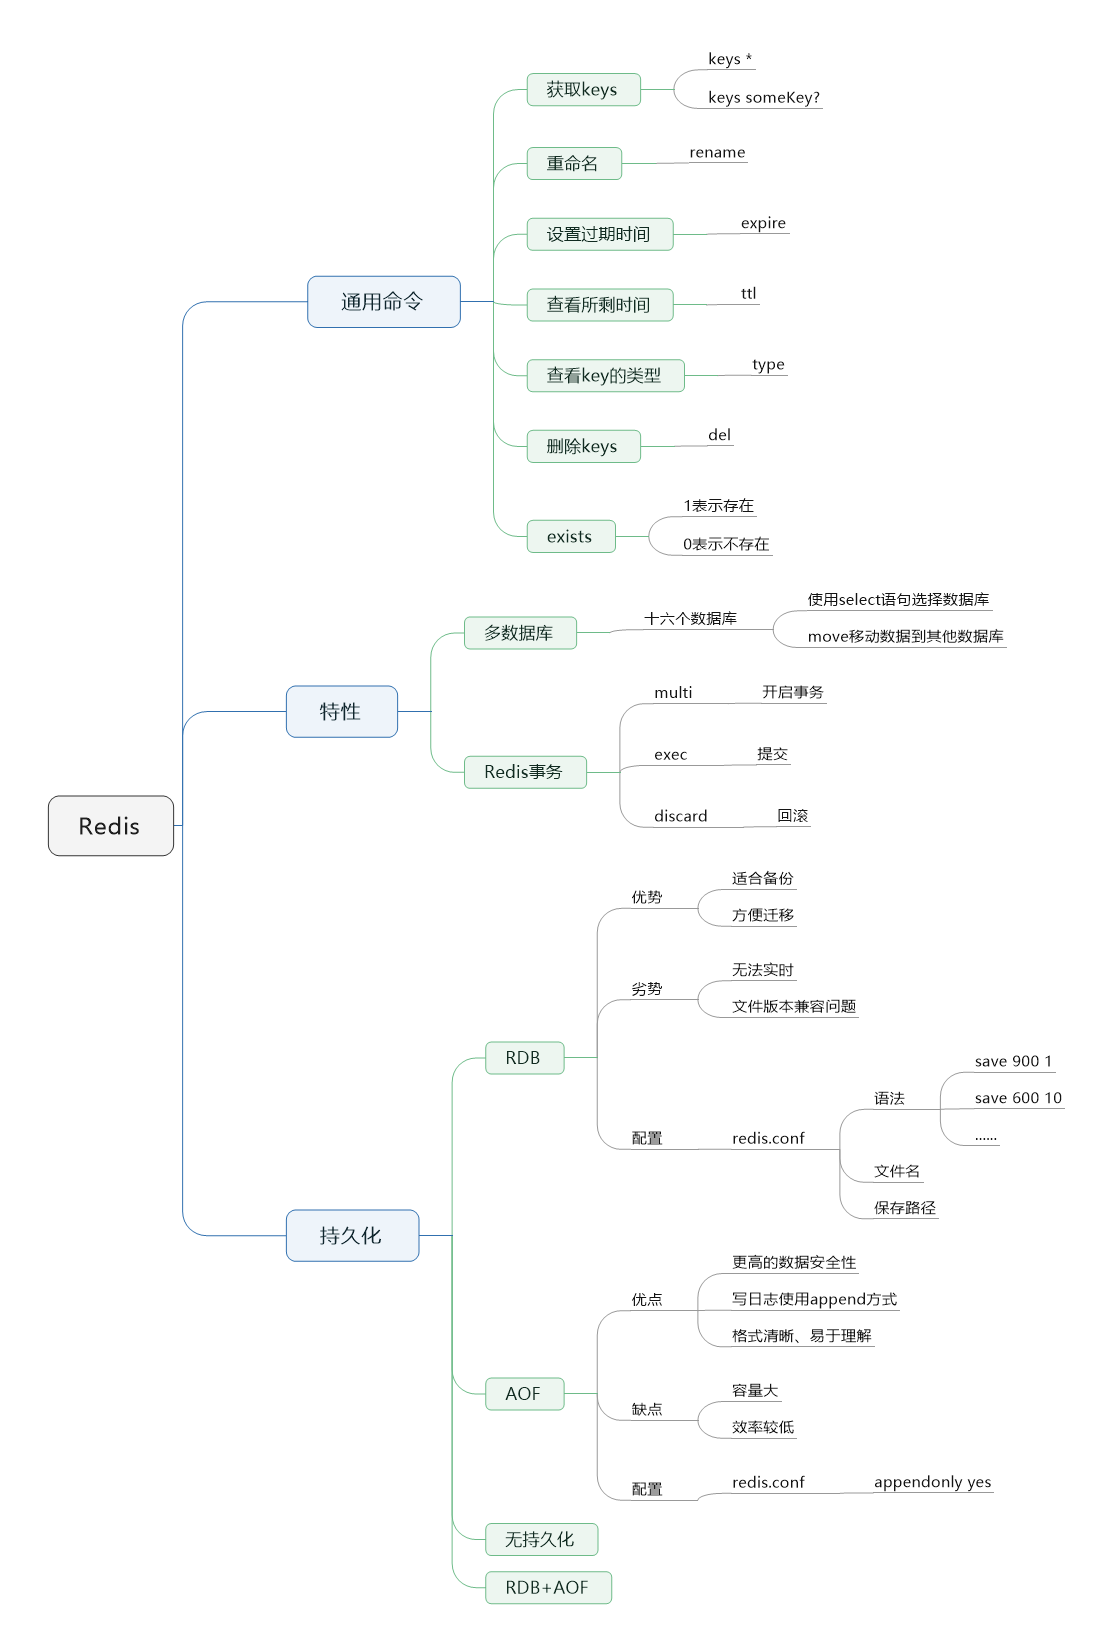 Redis
通用命令
获取keys
keys *
keys someKey?
重命名
rename
设置过期时间
expire
查看所剩时间
ttl
查看key的类型
type
删除keys
del
exists
1表示存在
0表示不存在
特性
多数据库
十六个数据库
使用select语句选择数据库
move移动数据到其他数据库
Redis事务
multi
开启事务
exec
提交
discard
回滚
持久化
RDB
优势
适合备份
方便迁移
劣势
无法实时
文件版本兼容问题
配置
redis.conf
语法
save 900 1
save 600 10
......
文件名
保存路径
AOF
优点
更高的数据安全性
写日志使用append方式
格式清晰、易于理解
缺点
容量大
效率较低
配置
redis.conf
appendonly yes
无持久化
RDB+AOF